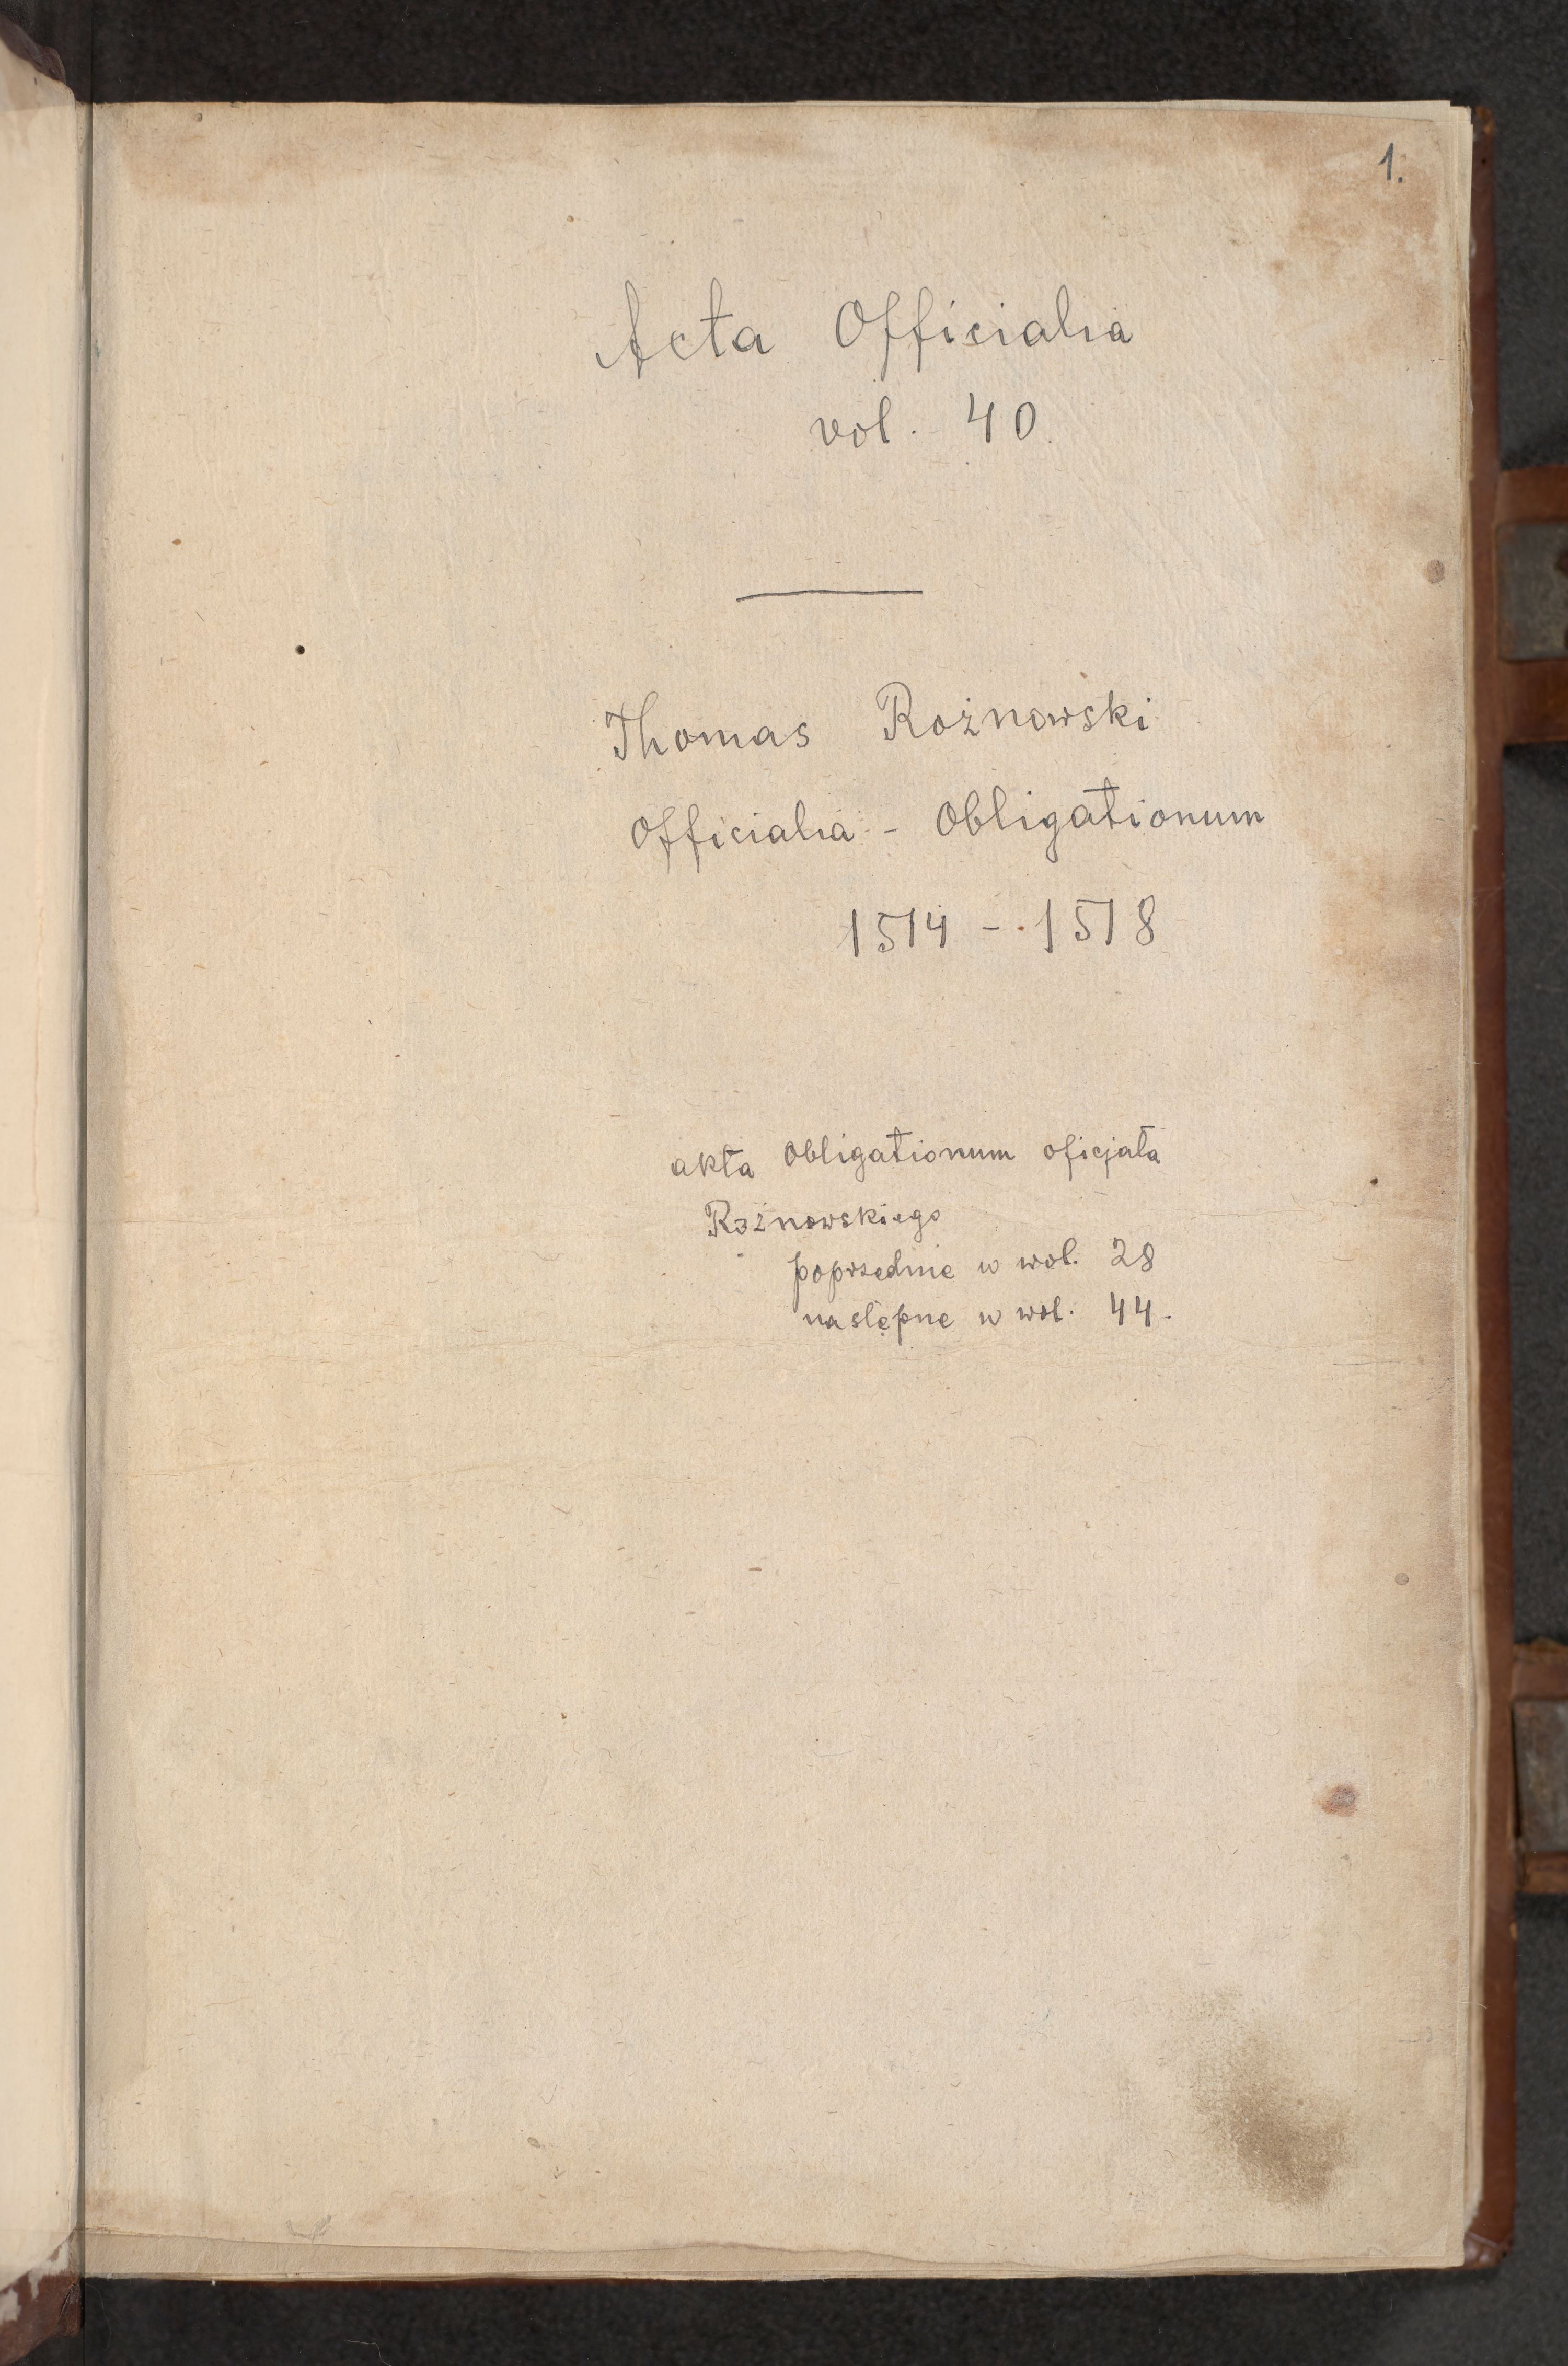 1.
Acta Officialia
vol. 40.
Thomas Rożnowski
Officialia - Obligationum
1514 - 1518
akta Obligationum oficjała
Rożnowskiego
poprzednie w wol. 28
następne w wol. 44.